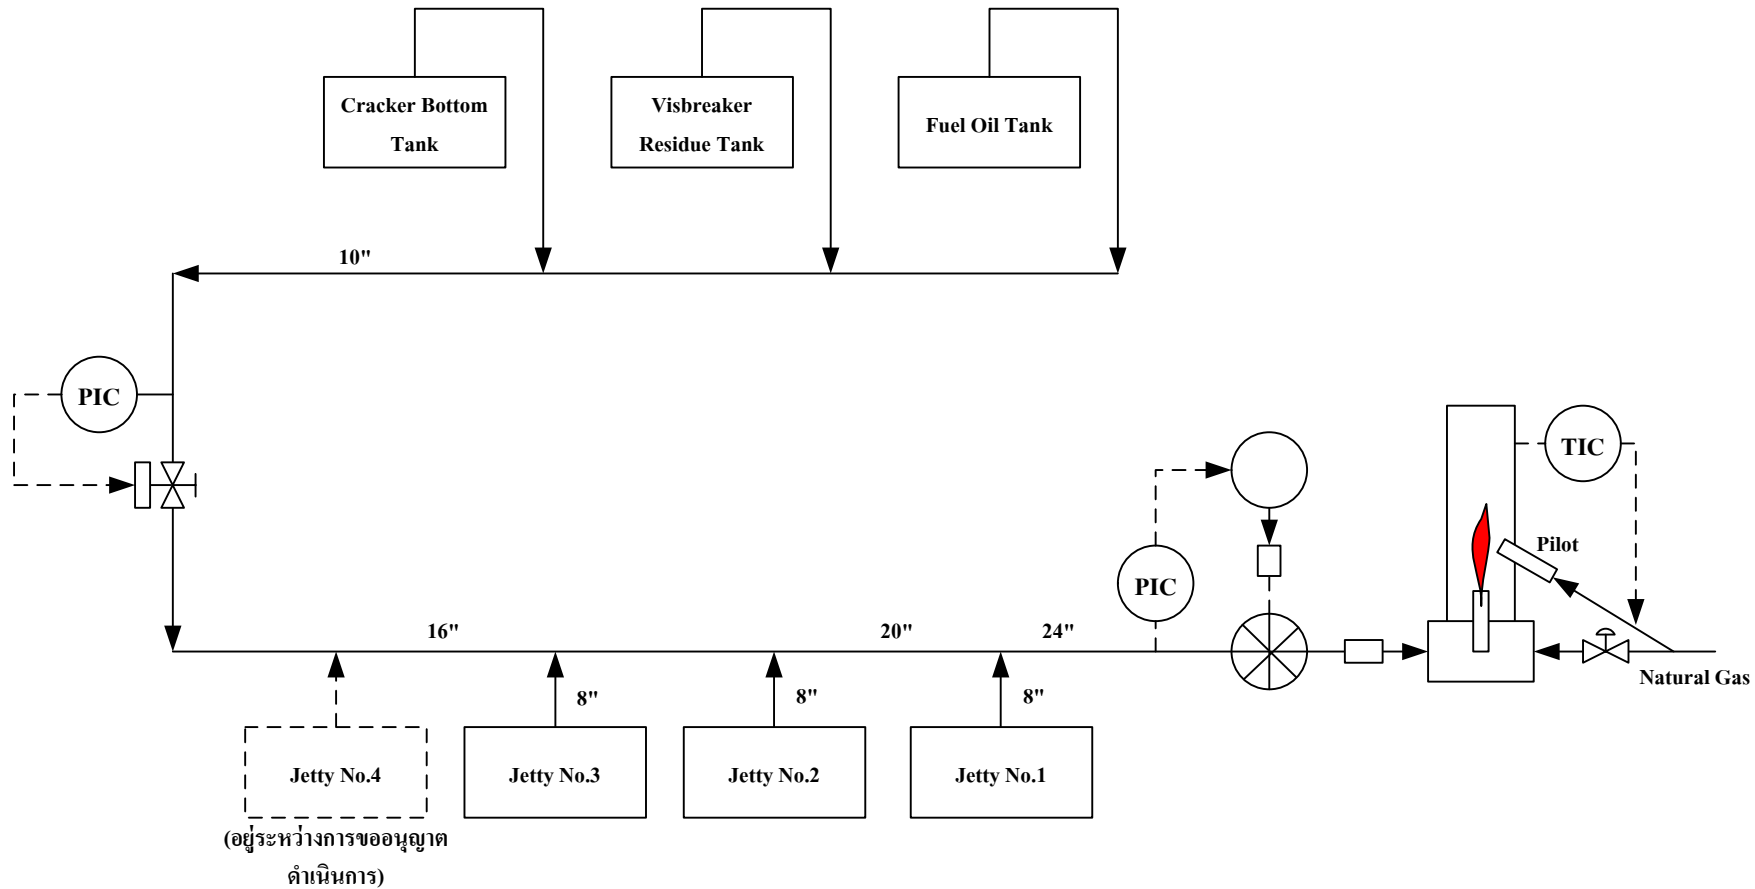 Cracker Bottom
Tank
Visbreaker
Residue Tank
Fuel Oil Tank
10"
PIC
TIC
Pilot
PIC
16"
20"
24"
Natural Gas
8"
8"
8"
Jetty No.4
Jetty No.3
Jetty No.2
Jetty No.1
(อยู่ระหว่างการขออนุญาต
ดำเนินการ)